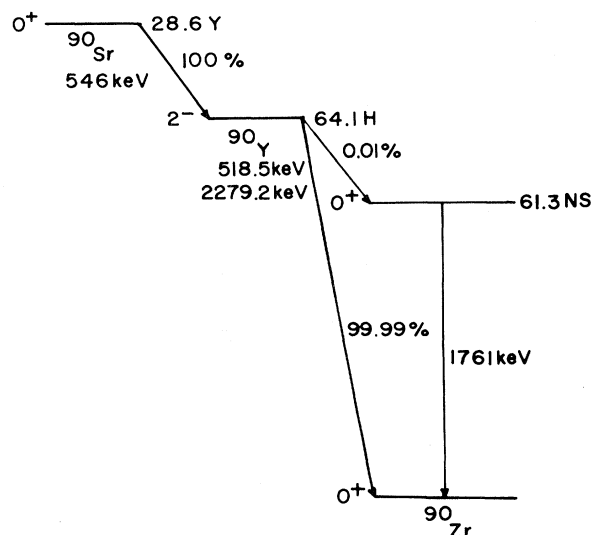 0+ 28.6 Y
90Sr
100 %
546 keV
2- 64.1 H
90Y
0.01%
518.5 keV
2279.2 keV
0+ 61.3 NS
99.99%
1761 keV
0+
90Zr